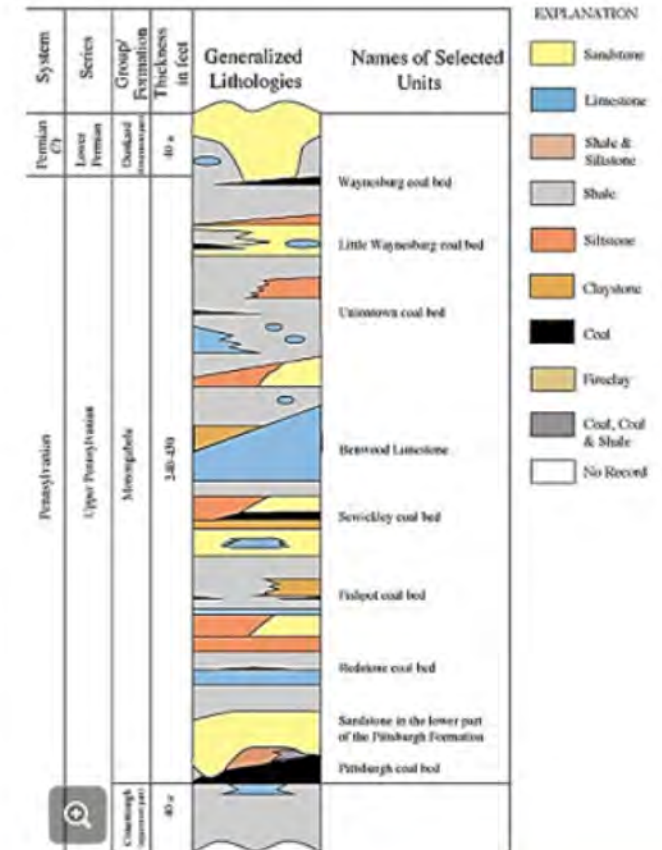 System
Series
Group/
Formation
Thickness
in feet
Generalized
Lithologies
Names of Selected
Units
Permian
Lower
Permian
Dunkard
40 ±
Waynesburg coal bed
Little Waynesburg coal bed
Uniontown coal bed
Benwood Limestone
Sewickley coal bed
Fishpot coal bed
Redstone coal bed
Sandstone in the lower part
of the Pittsburgh Formation
Pittsburgh coal bed
Pennsylvanian
Upper Pennsylvanian
Monongahela
Conemaugh
40 ±
EXPLANATION
Sandstone
Limestone
Shale &
Siltstone
Shale
Siltstone
Claystone
Coal
Fireclay
Coal, Coal
& Shale
No Record